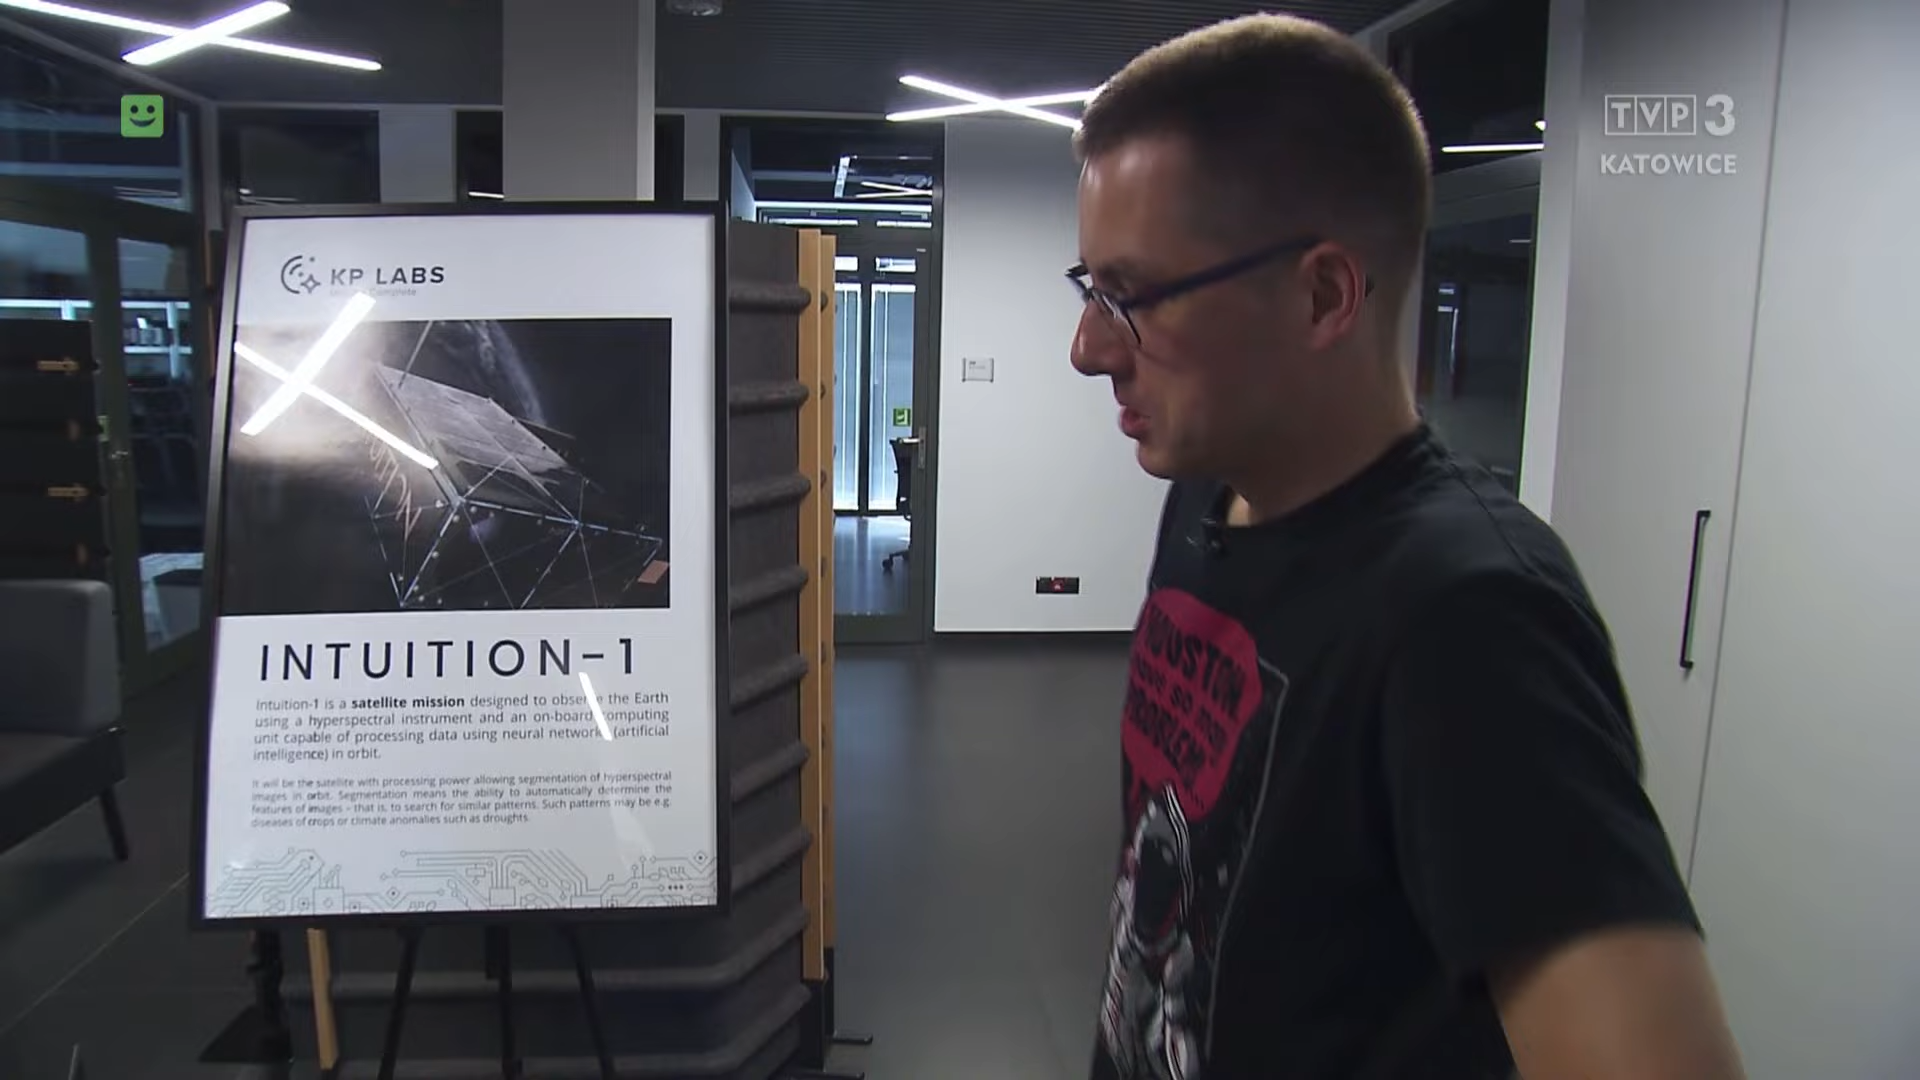 TVP3
KATOWICE
KP LABS
INTUITION-1
Intuition-1 is a satellite mission designed to observe the Earth
using a hyperspectral instrument and an on-board computing
unit capable of processing data using neural networks (artificial
intelligence) in orbit.
It will be the satellite with processing power allowing segmentation of hyperspectral
images in orbit. Segmentation means the ability to automatically determine the
features of images – that is, to search for similar patterns. Such patterns may be e.g.
diseases of crops or climate anomalies such as droughts.
HOUSTON
SO
PROBLEMS